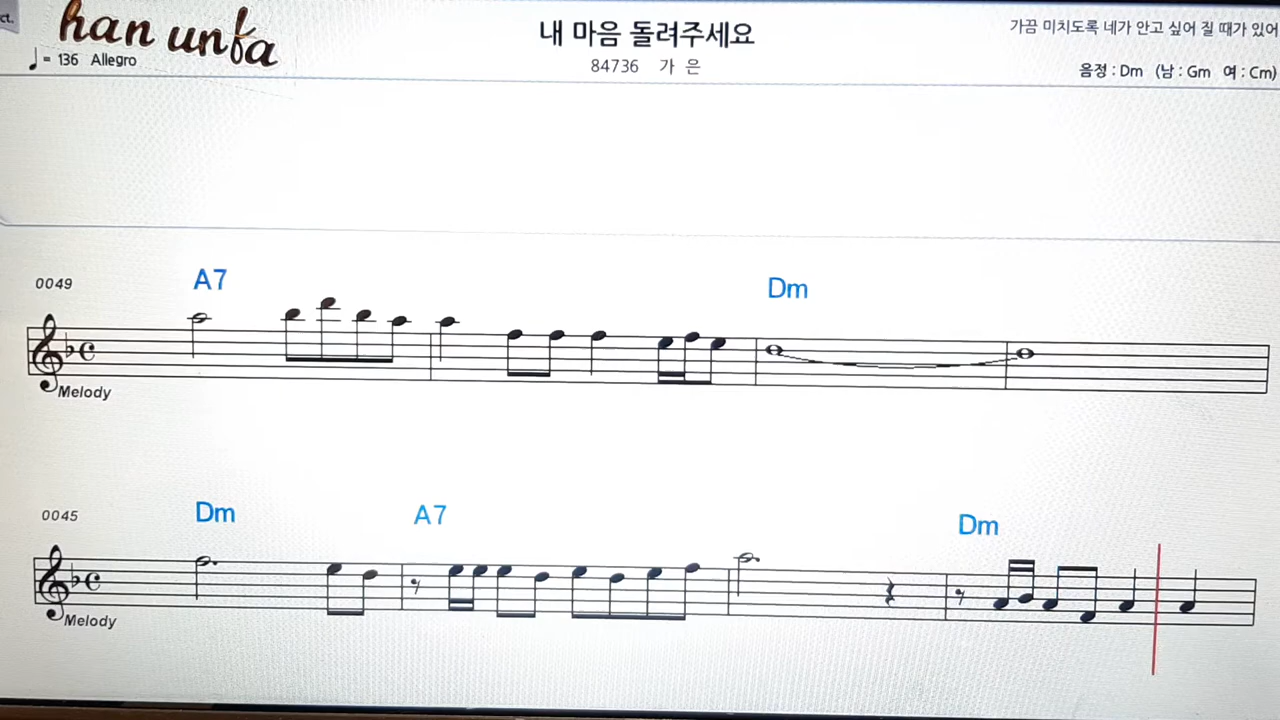 ct.
han unfa
♩= 136 Allegro
내 마음 돌려주세요
84736 가 은
가끔 미치도록 네가 안고 싶어 질 때가 있어
음정 : Dm (남 : Gm 여 : Cm)
0049 A7 Dm
Melody
0045 Dm A7 Dm
Melody